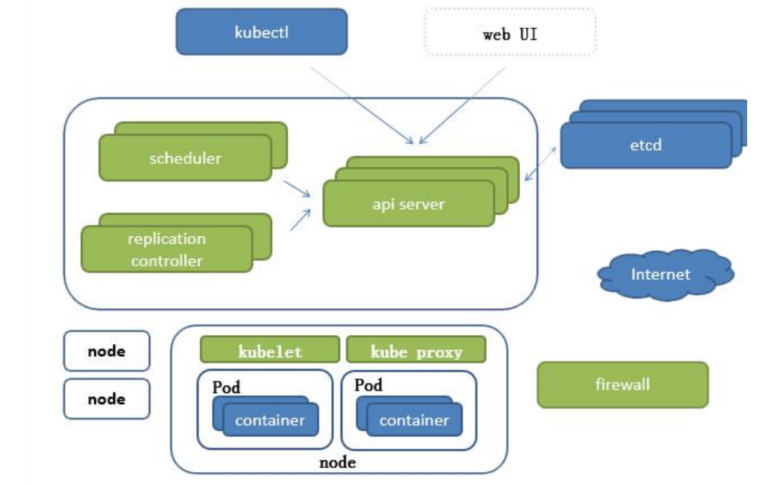 kubectl
web UI
scheduler
etcd
api server
replication
controller
Internet
node
node
kubelet
kube proxy
Pod
Pod
container
container
node
firewall